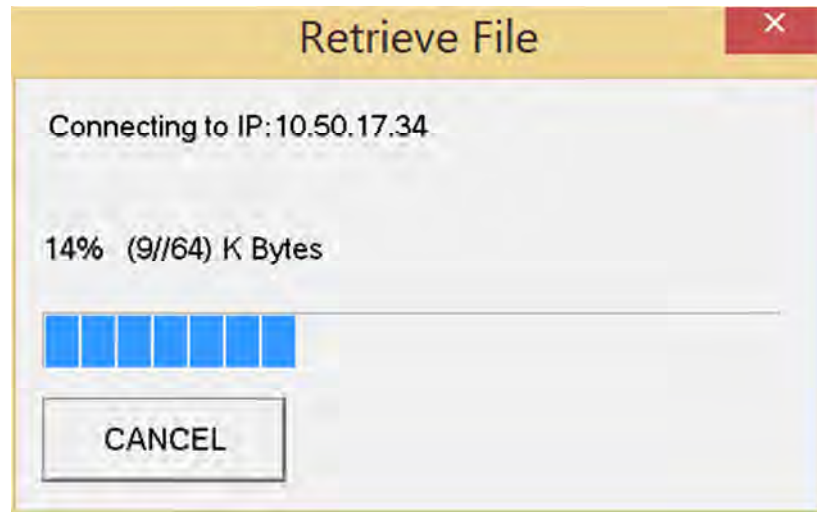 Retrieve File
Connecting to IP:10.50.17.34
14% (9//64) K Bytes
CANCEL